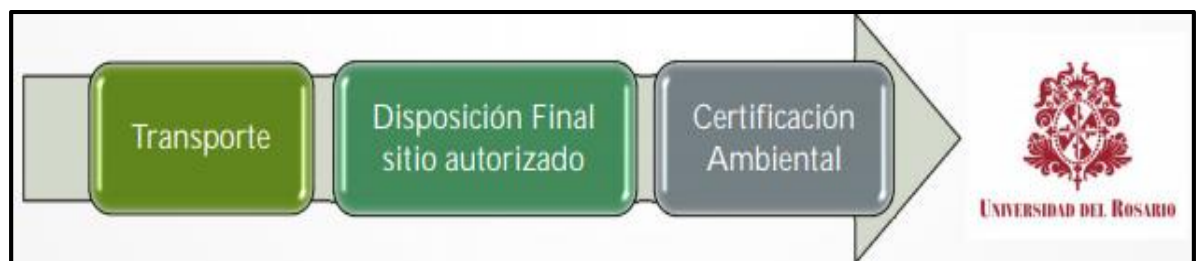 Transporte
Disposición Final
sitio autorizado
Certificación
Ambiental
UNIVERSIDAD DEL ROSARIO